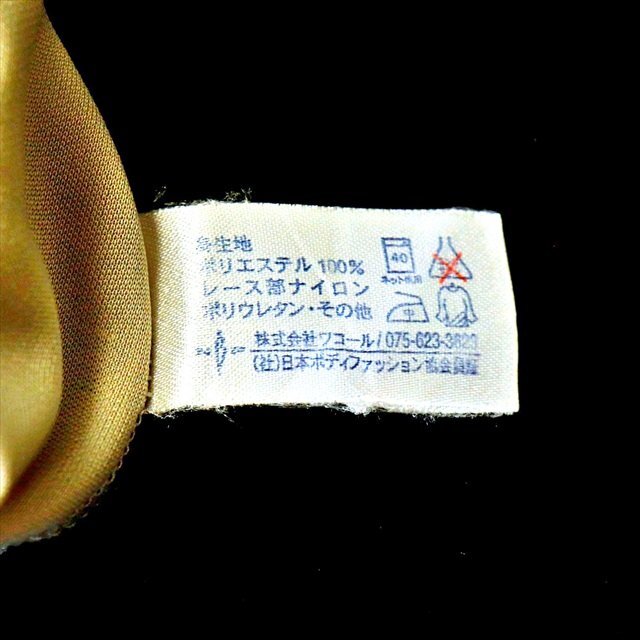 身生地
ポリエステル 100%
レース部ナイロン
ポリウレタン・その他
40
ネット使用
中
株式会社ワコール/075-623-3620
(社)日本ボディファッション協会員産